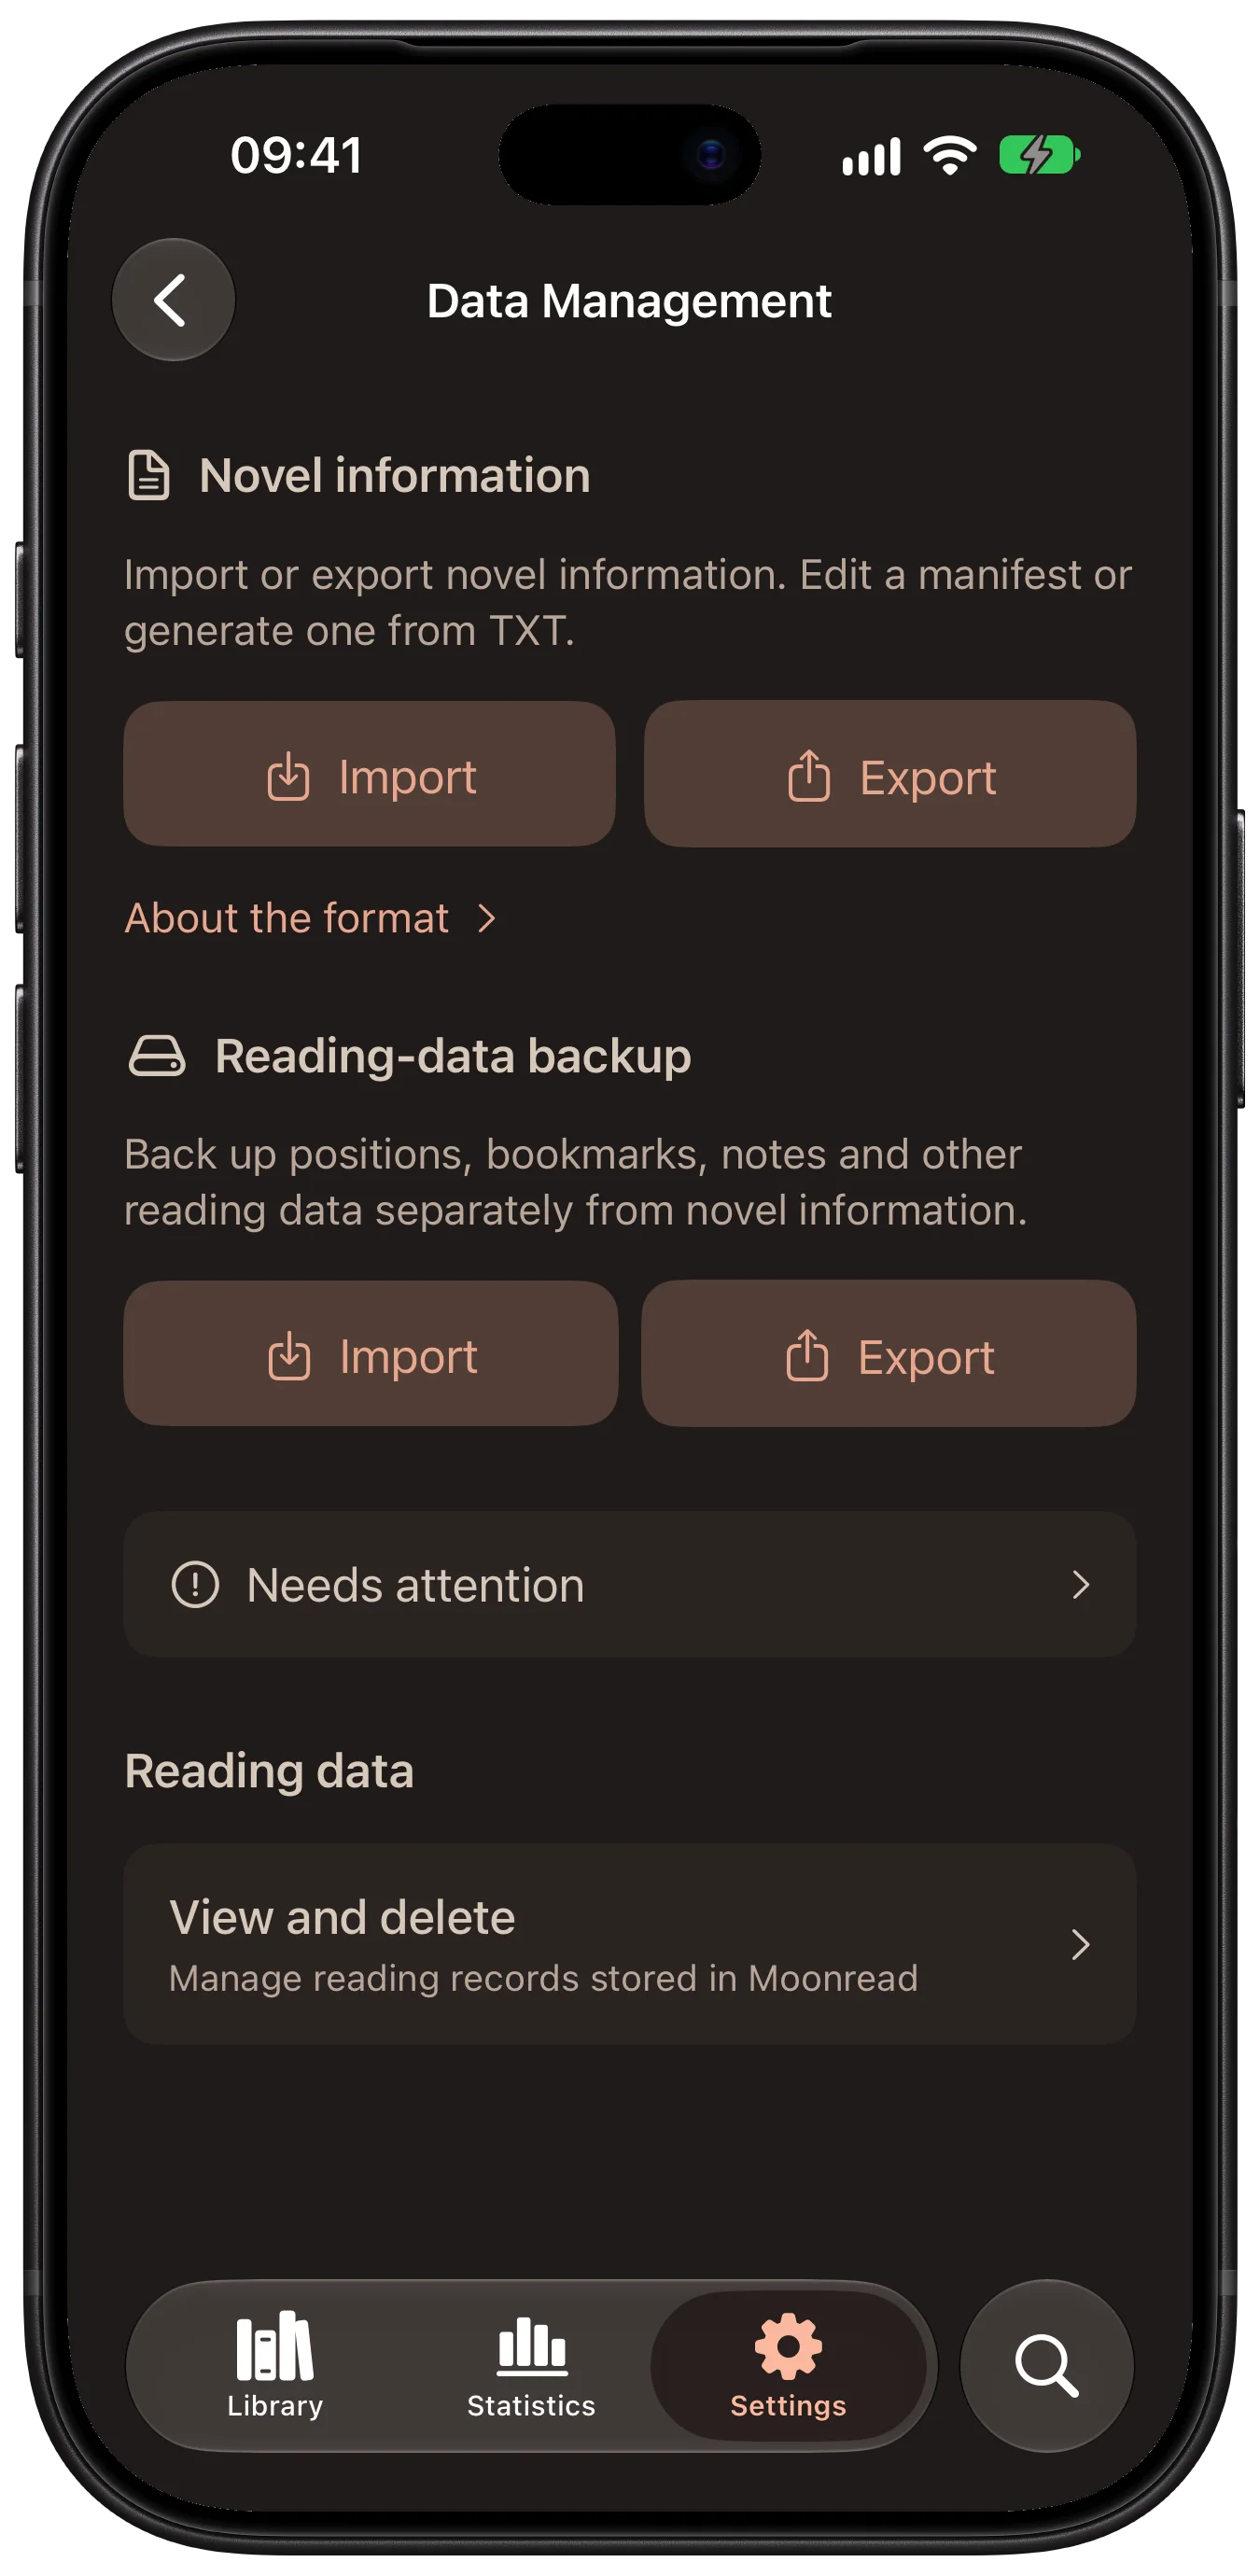 09:41
Data Management
Novel information
Import or export novel information. Edit a manifest or
generate one from TXT.
Import
Export
About the format
Reading-data backup
Back up positions, bookmarks, notes and other
reading data separately from novel information.
Import
Export
Needs attention
Reading data
View and delete
Manage reading records stored in Moonread
Library
Statistics
Settings